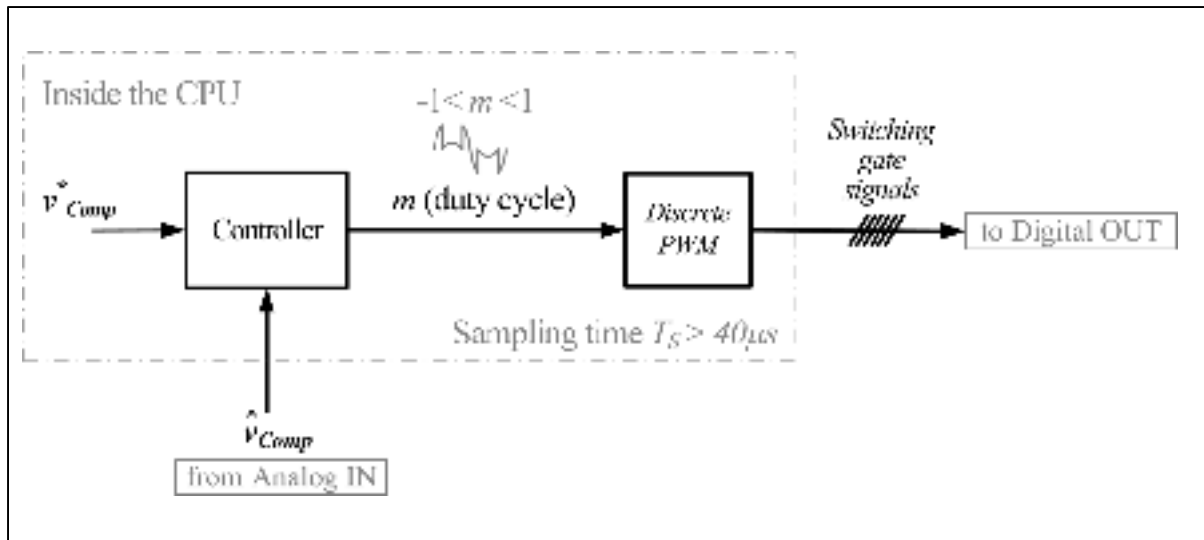 Inside the CPU
-1< m <1
Switching
gate
signals
v*Comp
Controller
m (duty cycle)
Discrete
PWM
to Digital OUT
Sampling time TS > 40µs
v̂Comp
from Analog IN